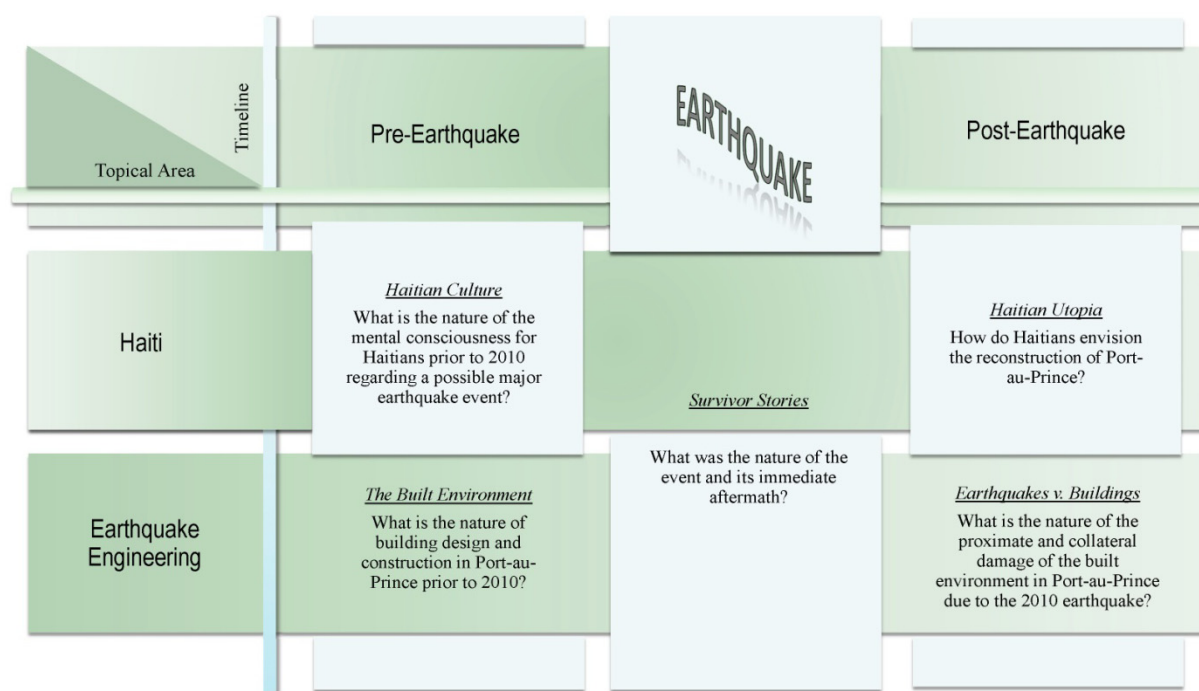 Timeline
Topical Area
Pre-Earthquake
EARTHQUAKE
Post-Earthquake
Haiti
Haitian Culture
What is the nature of the
mental consciousness for
Haitians prior to 2010
regarding a possible major
earthquake event?
Survivor Stories
What was the nature of the
event and its immediate
aftermath?
Haitian Utopia
How do Haitians envision
the reconstruction of Port-
au-Prince?
Earthquake
Engineering
The Built Environment
What is the nature of
building design and
construction in Port-au-
Prince prior to 2010?
Earthquakes v. Buildings
What is the nature of the
proximate and collateral
damage of the built
environment in Port-au-Prince
due to the 2010 earthquake?